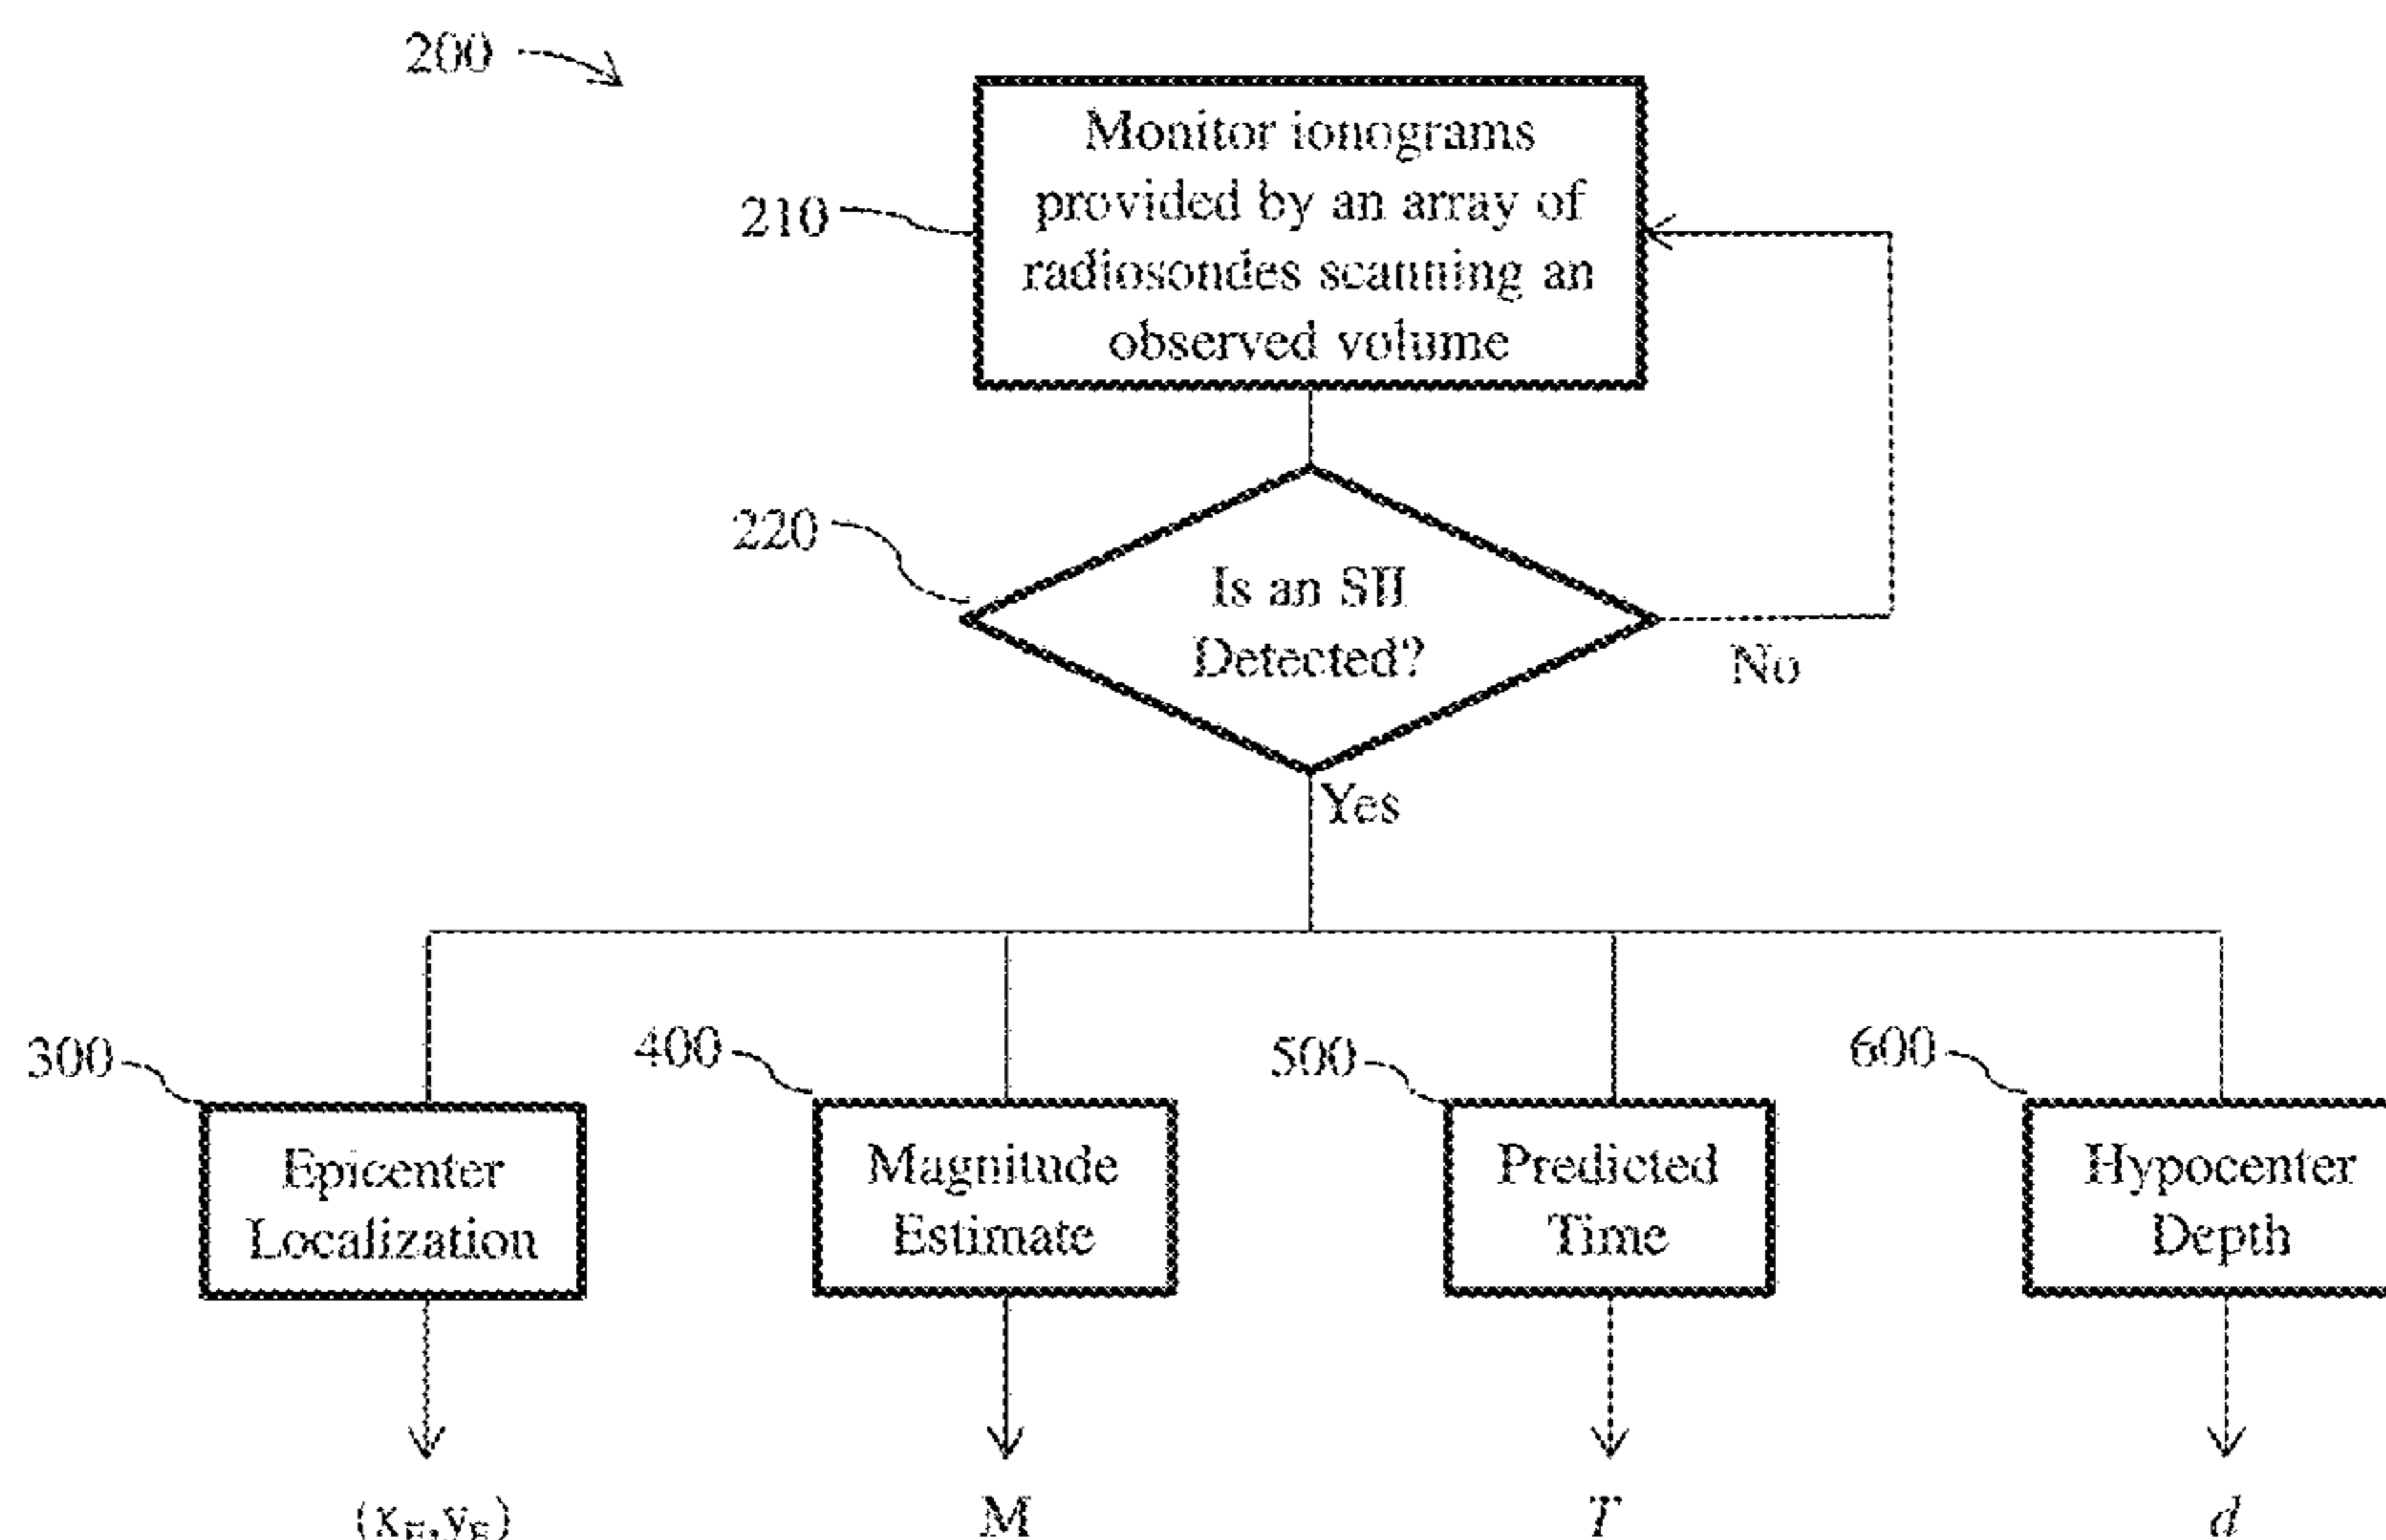 200
210
Monitor ionograms
provided by an array of
radiosondes scanning an
observed volume
220
Is an SII
Detected?
No
Yes
300
400
500
600
Epicenter
Localization
Magnitude
Estimate
Predicted
Time
Hypocenter
Depth
(xE,yE)
M
T
d